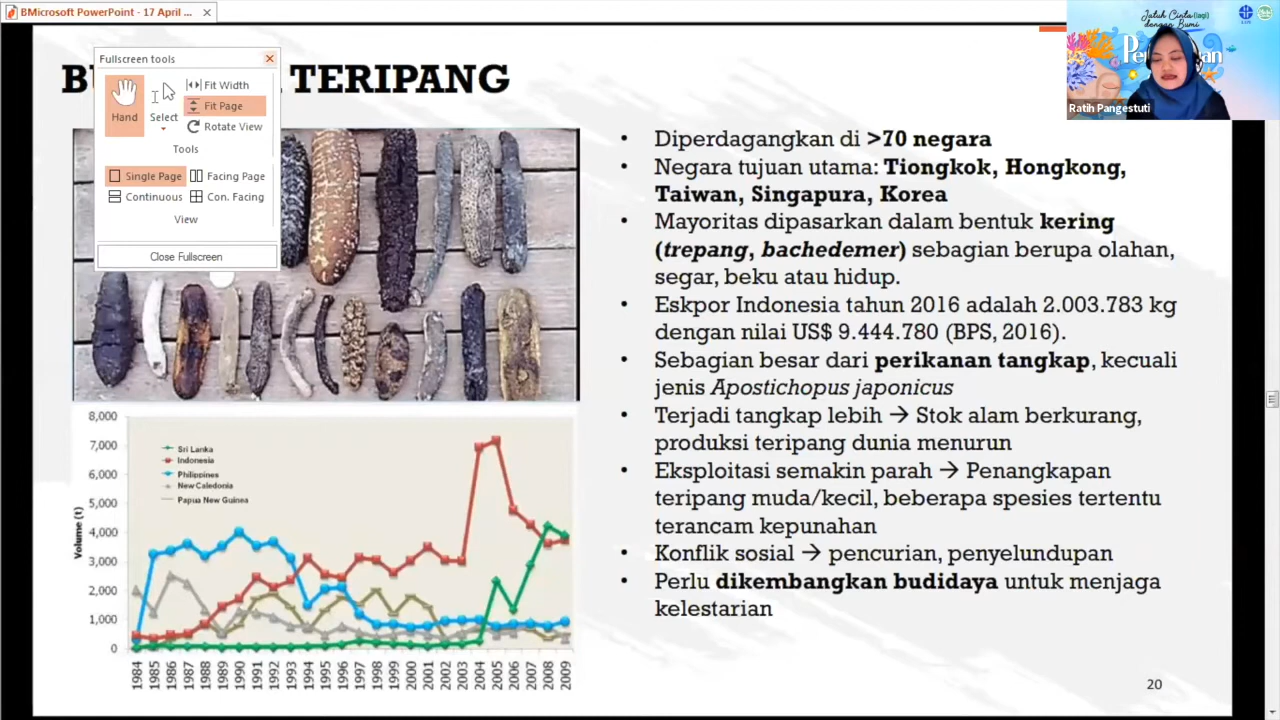 BMicrosoft PowerPoint - 17 April ...
Jatuh Cinta (lagi)
dengan Bumi
Ratih Pangestuti
Fullscreen tools
Hand
Select
Fit Width
Fit Page
Rotate View
Tools
Single Page
Facing Page
Continuous
Con. Facing
View
Close Fullscreen
TERIPANG
• Diperdagangkan di >70 negara
• Negara tujuan utama: Tiongkok, Hongkong,
Taiwan, Singapura, Korea
• Mayoritas dipasarkan dalam bentuk kering
(trepang, bachedemer) sebagian berupa olahan,
segar, beku atau hidup.
• Eskpor Indonesia tahun 2016 adalah 2.003.783 kg
dengan nilai US$ 9.444.780 (BPS, 2016).
• Sebagian besar dari perikanan tangkap, kecuali
jenis Apostichopus japonicus
• Terjadi tangkap lebih → Stok alam berkurang,
produksi teripang dunia menurun
• Eksploitasi semakin parah → Penangkapan
teripang muda/kecil, beberapa spesies tertentu
terancam kepunahan
• Konflik sosial → pencurian, penyelundupan
• Perlu dikembangkan budidaya untuk menjaga
kelestarian
Volume (t)
8,000
7,000
6,000
5,000
4,000
3,000
2,000
1,000
0
Sri Lanka
Indonesia
Philippines
New Caledonia
Papua New Guinea
1984 1985 1986 1987 1988 1989 1990 1991 1992 1993 1994 1995 1996 1997 1998 1999 2000 2001 2002 2003 2004 2005 2006 2007 2008 2009
20